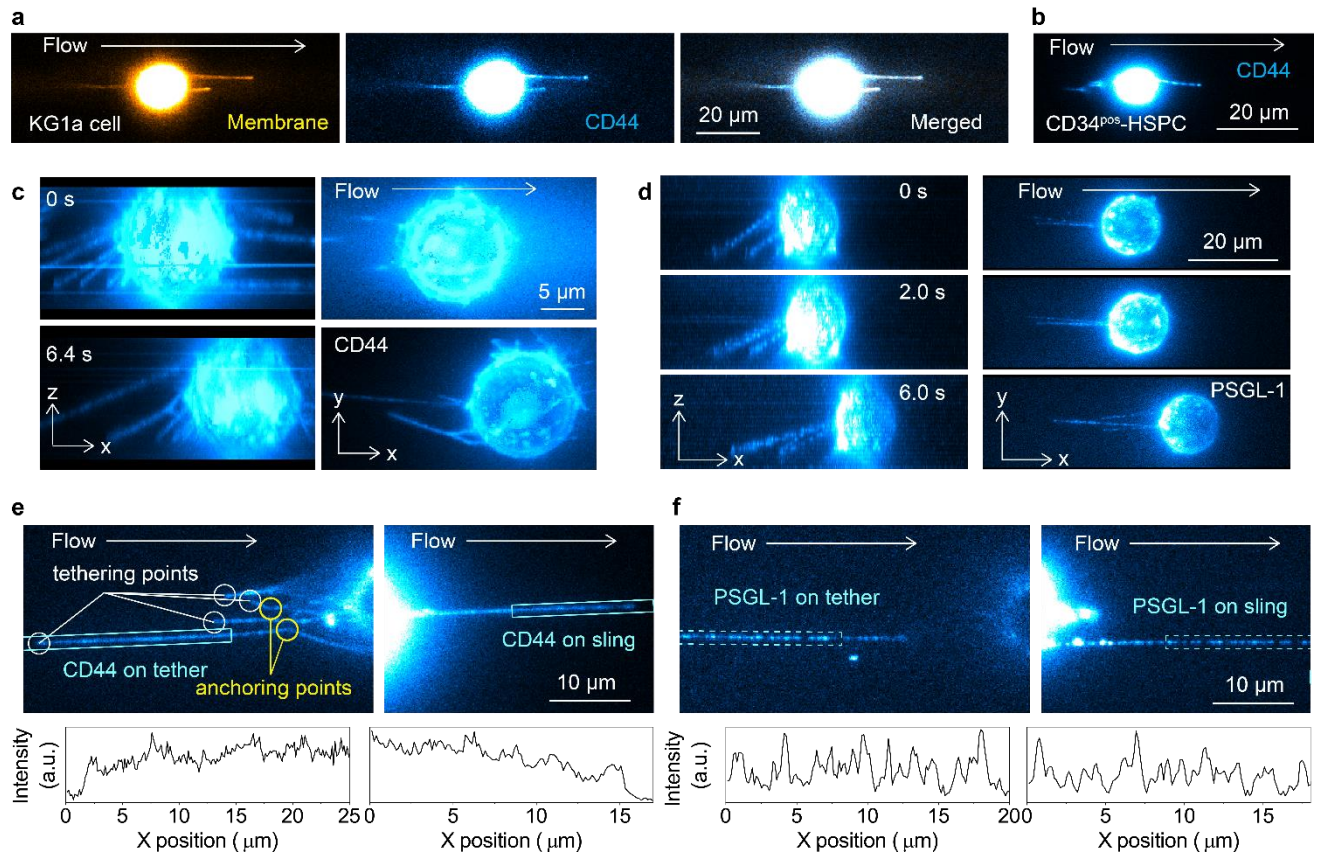 a
Flow
KG1a cell
Membrane
CD44
20 μm
Merged
b
Flow
CD44
CD34pos-HSPC
20 μm
c
0 s
Flow
5 μm
6.4 s
z
x
CD44
y
x
d
0 s
Flow
20 μm
2.0 s
6.0 s
z
x
PSGL-1
y
x
e
Flow
tethering points
CD44 on tether
anchoring points
Flow
CD44 on sling
10 μm
Intensity
(a.u.)
0 5 10 15 20 25
X position ( μm)
0 5 10 15
X position ( μm)
f
Flow
PSGL-1 on tether
Flow
PSGL-1 on sling
10 μm
Intensity
(a.u.)
0 5 10 15 20
X position ( μm)
0 5 10 15
X position ( μm)